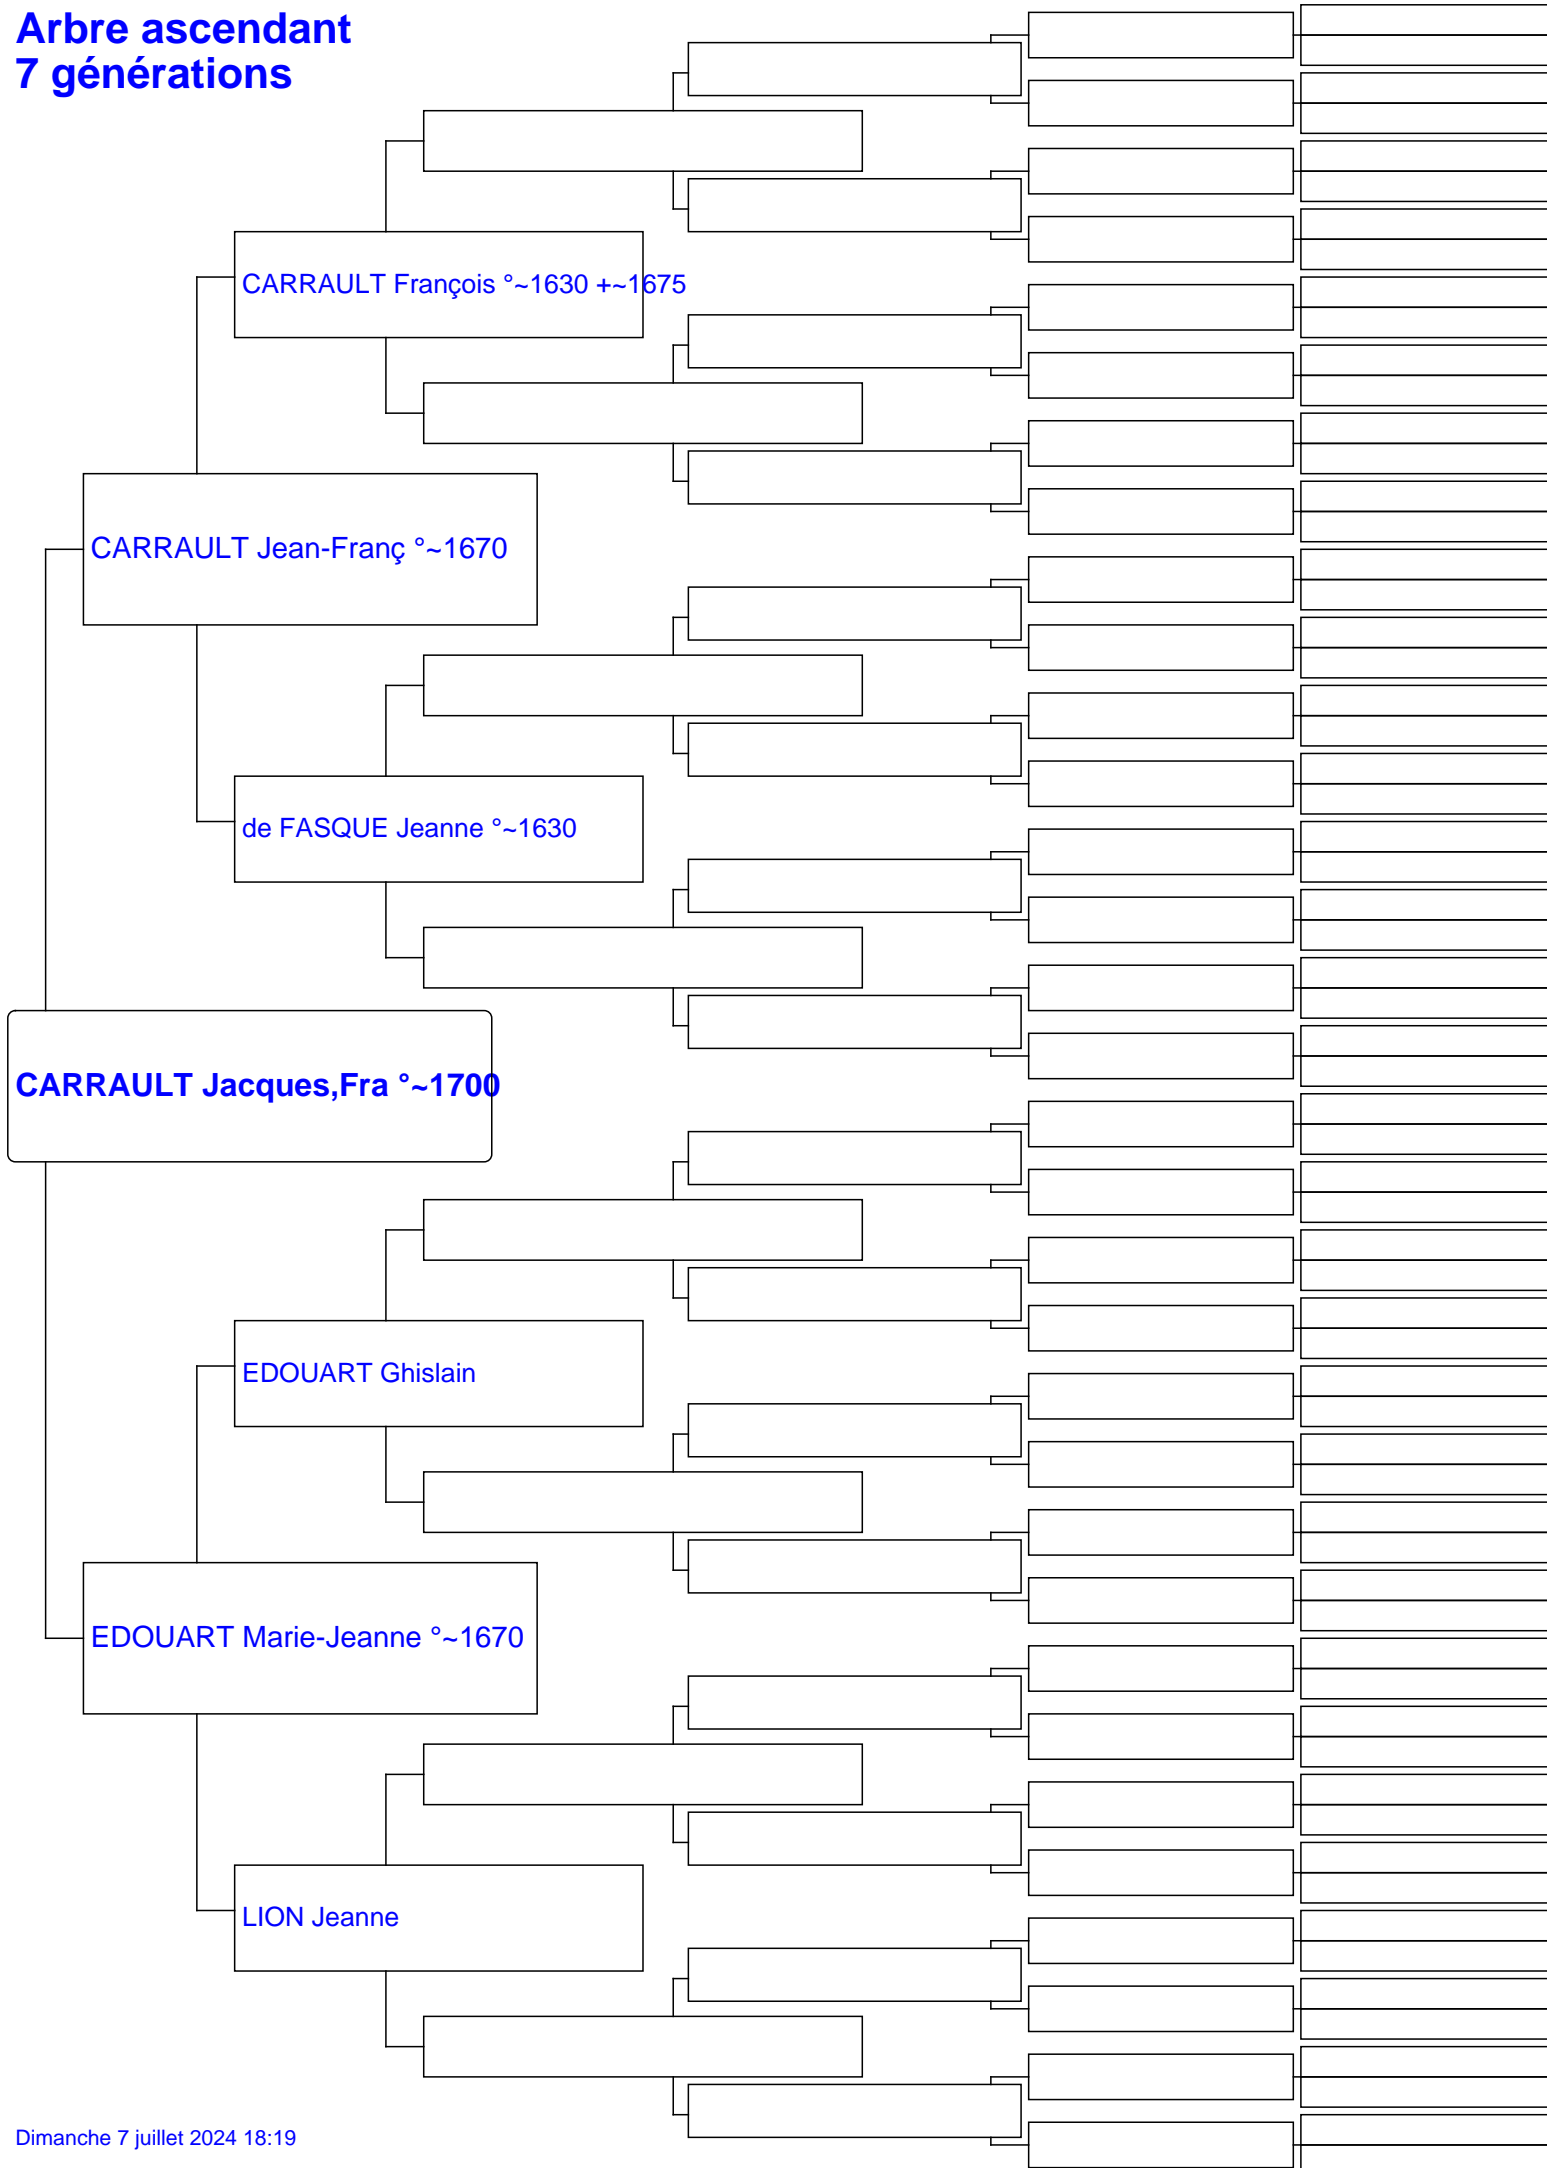 Arbre ascendant
7 générations
CARRAULT François °~1630 +~1675
CARRAULT Jean-Franç °~1670
de FASQUE Jeanne °~1630
CARRAULT Jacques,Fra °~1700
EDOUART Ghislain
EDOUART Marie-Jeanne °~1670
LION Jeanne
Dimanche 7 juillet 2024 18:19